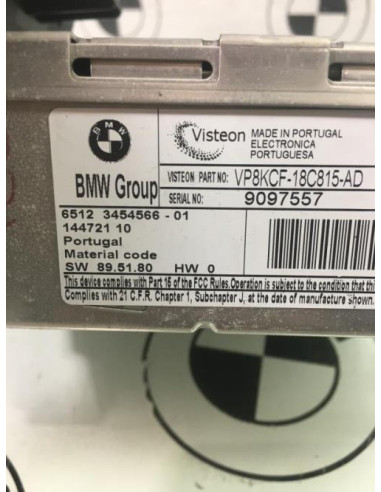 BMW
Visteon
MADE IN PORTUGAL
ELECTRONICA
PORTUGUESA
BMW Group
VISTEON PART NO: VP8KCF-18C815-AD
SERIAL NO: 9097557
6512 3454566 - 01
144721 10
Portugal
Material code
SW 89.51.80 HW 0
This device complies with Part 15 of the FCC Rules.Operation is subject to the condition that thi
Complies with 21 C.F.R. Chapter 1, Subchapter J, at the date of manufacture shown.